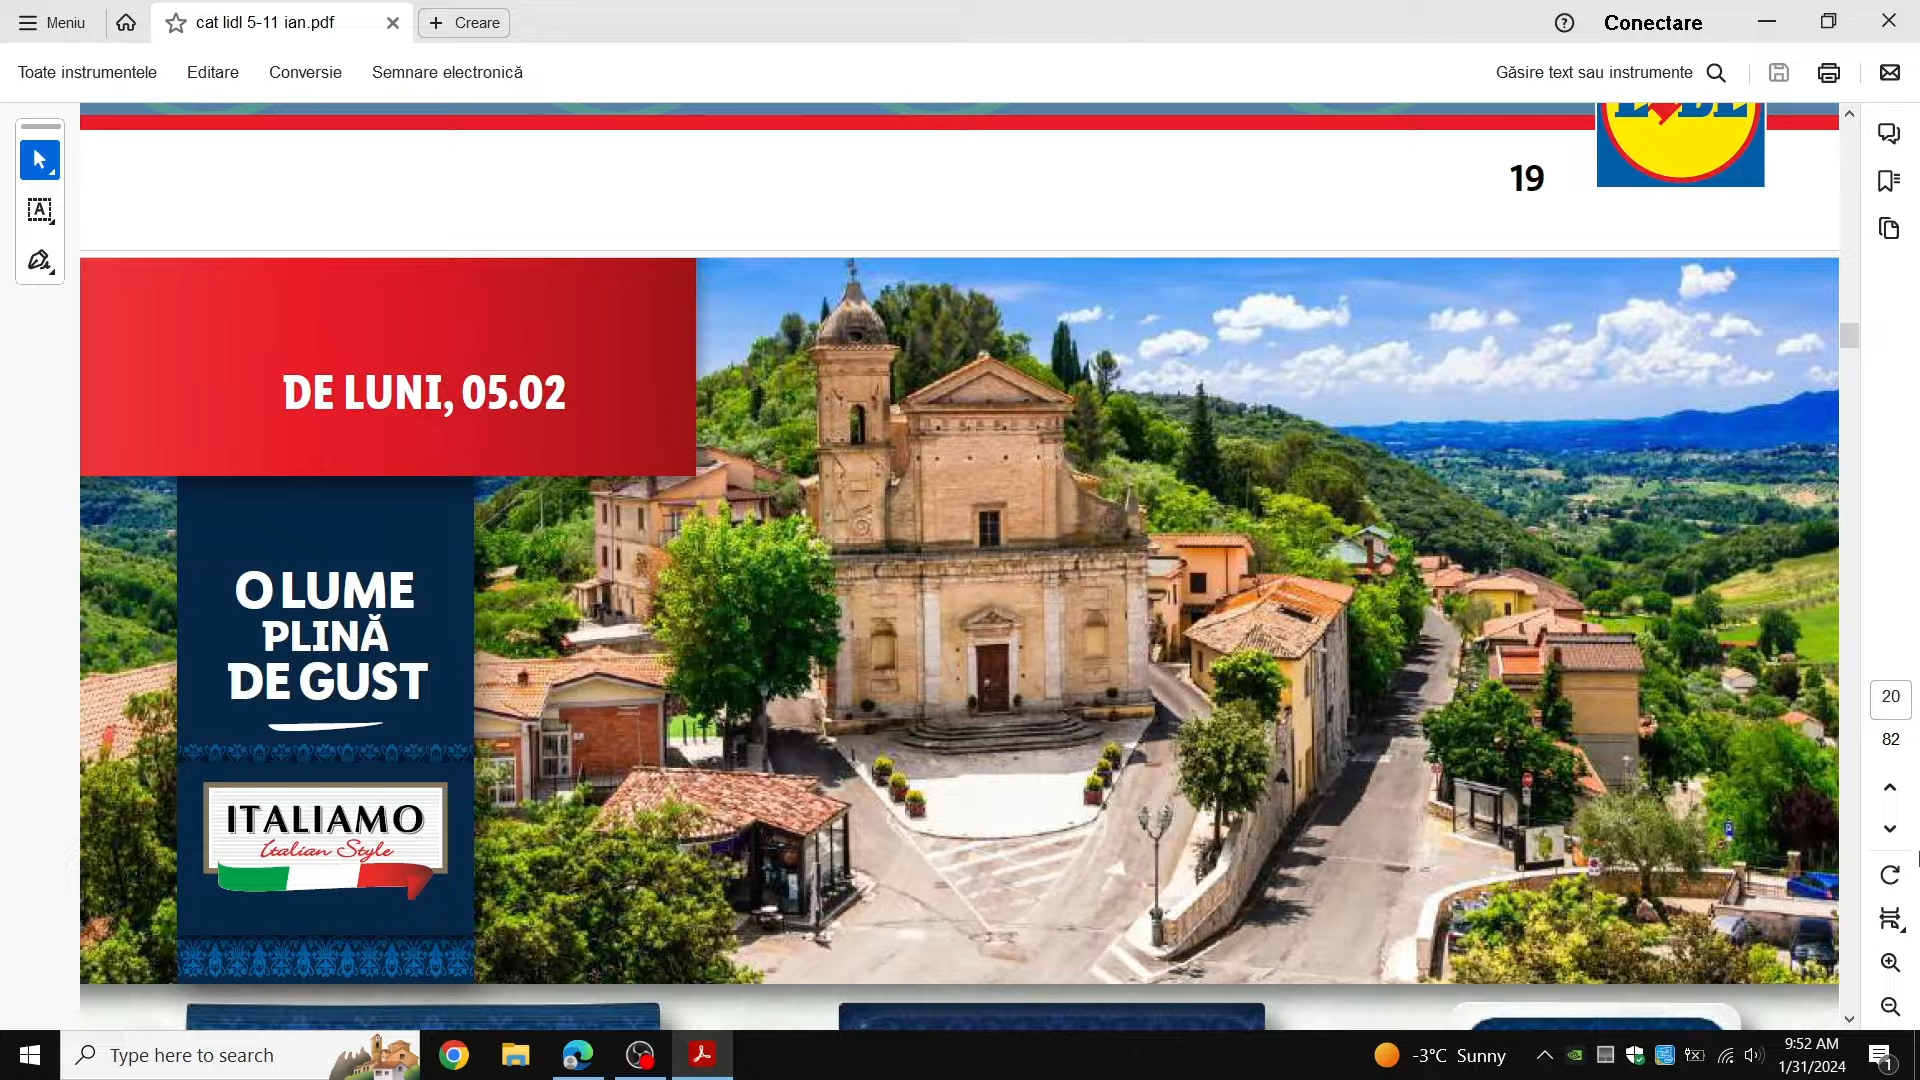 Meniu
cat lidl 5-11 ian.pdf
Creare
Conectare
Toate instrumentele
Editare
Conversie
Semnare electronică
Găsire text sau instrumente
19
DE LUNI, 05.02
O LUME
PLINĂ
DE GUST
ITALIAMO
Italian Style
20
82
Type here to search
-3°C Sunny
9:52 AM
1/31/2024
1